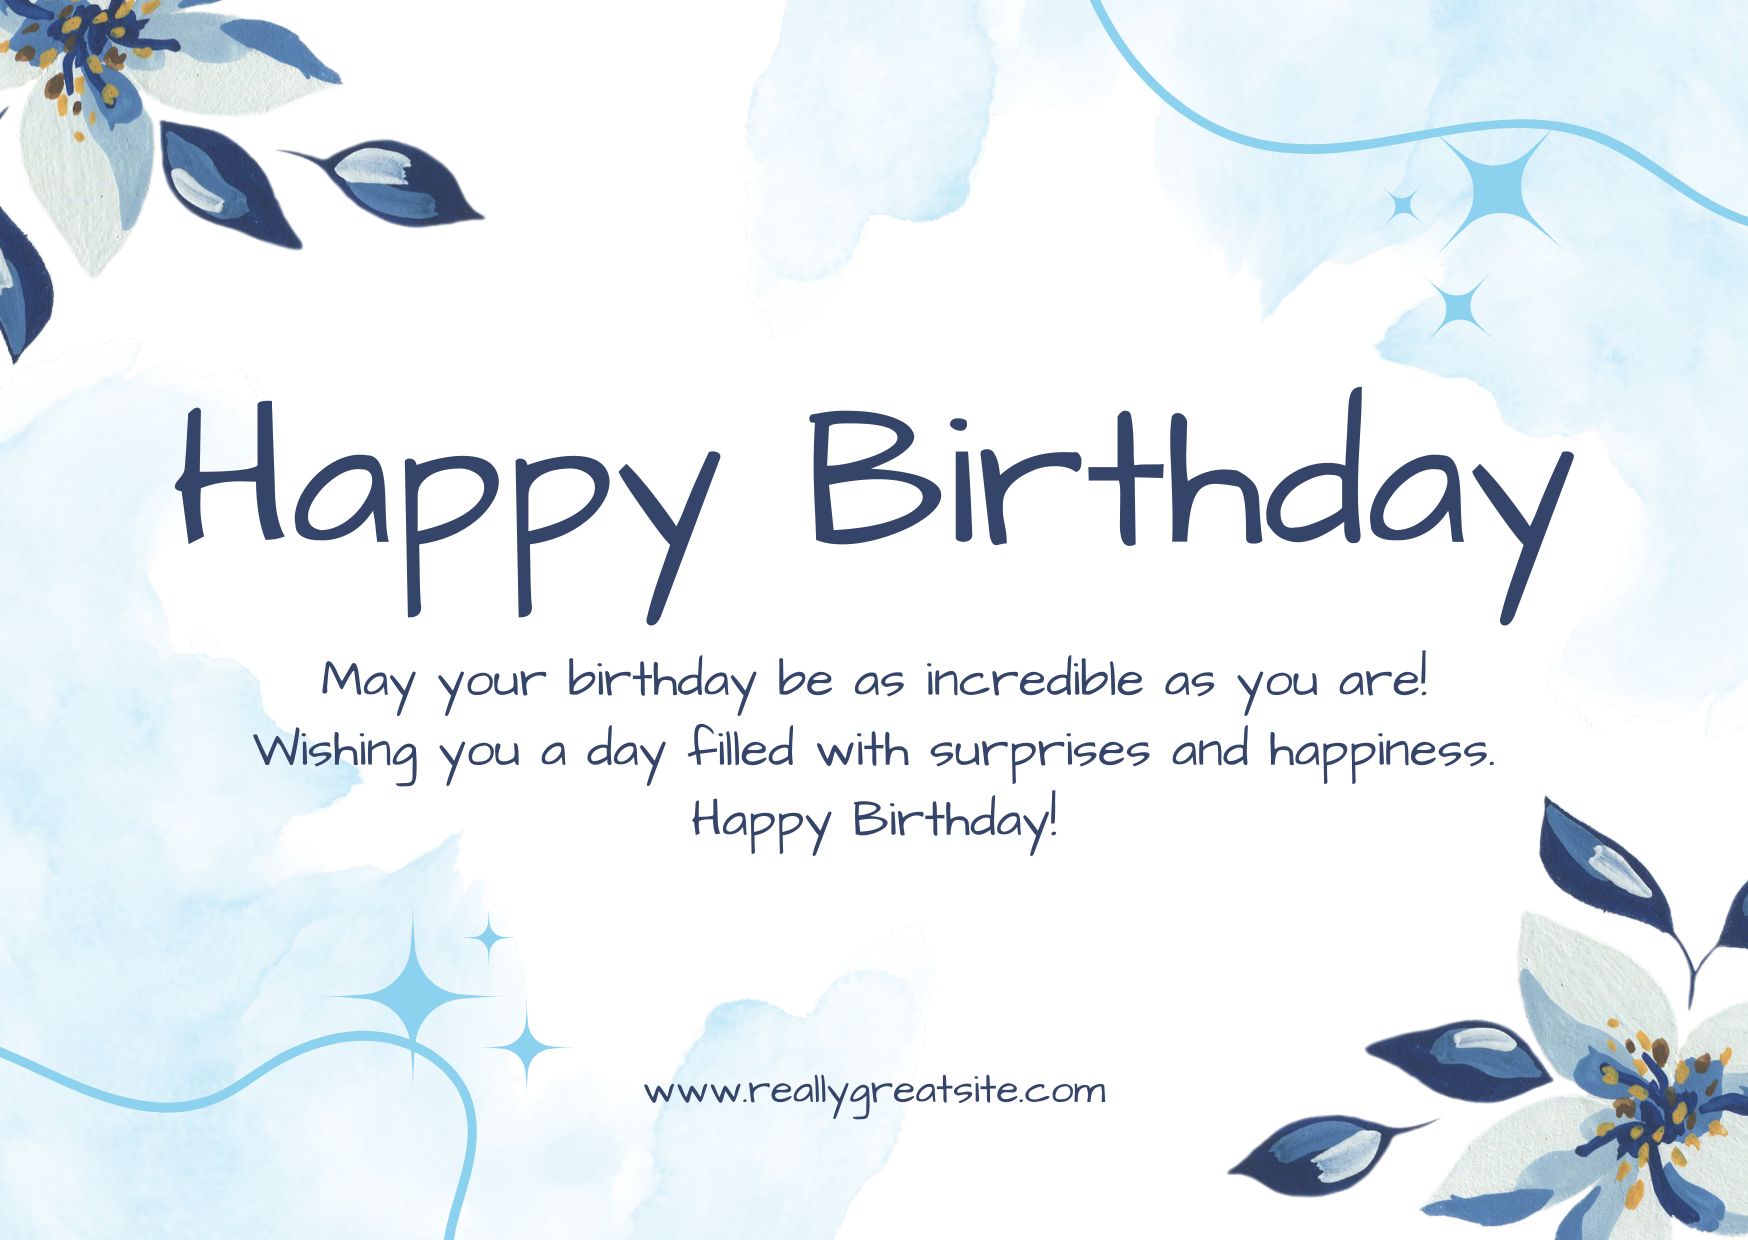 Happy Birthday
May your birthday be as incredible as you are!
Wishing you a day filled with surprises and happiness.
Happy Birthday!
www.reallygreatsite.com